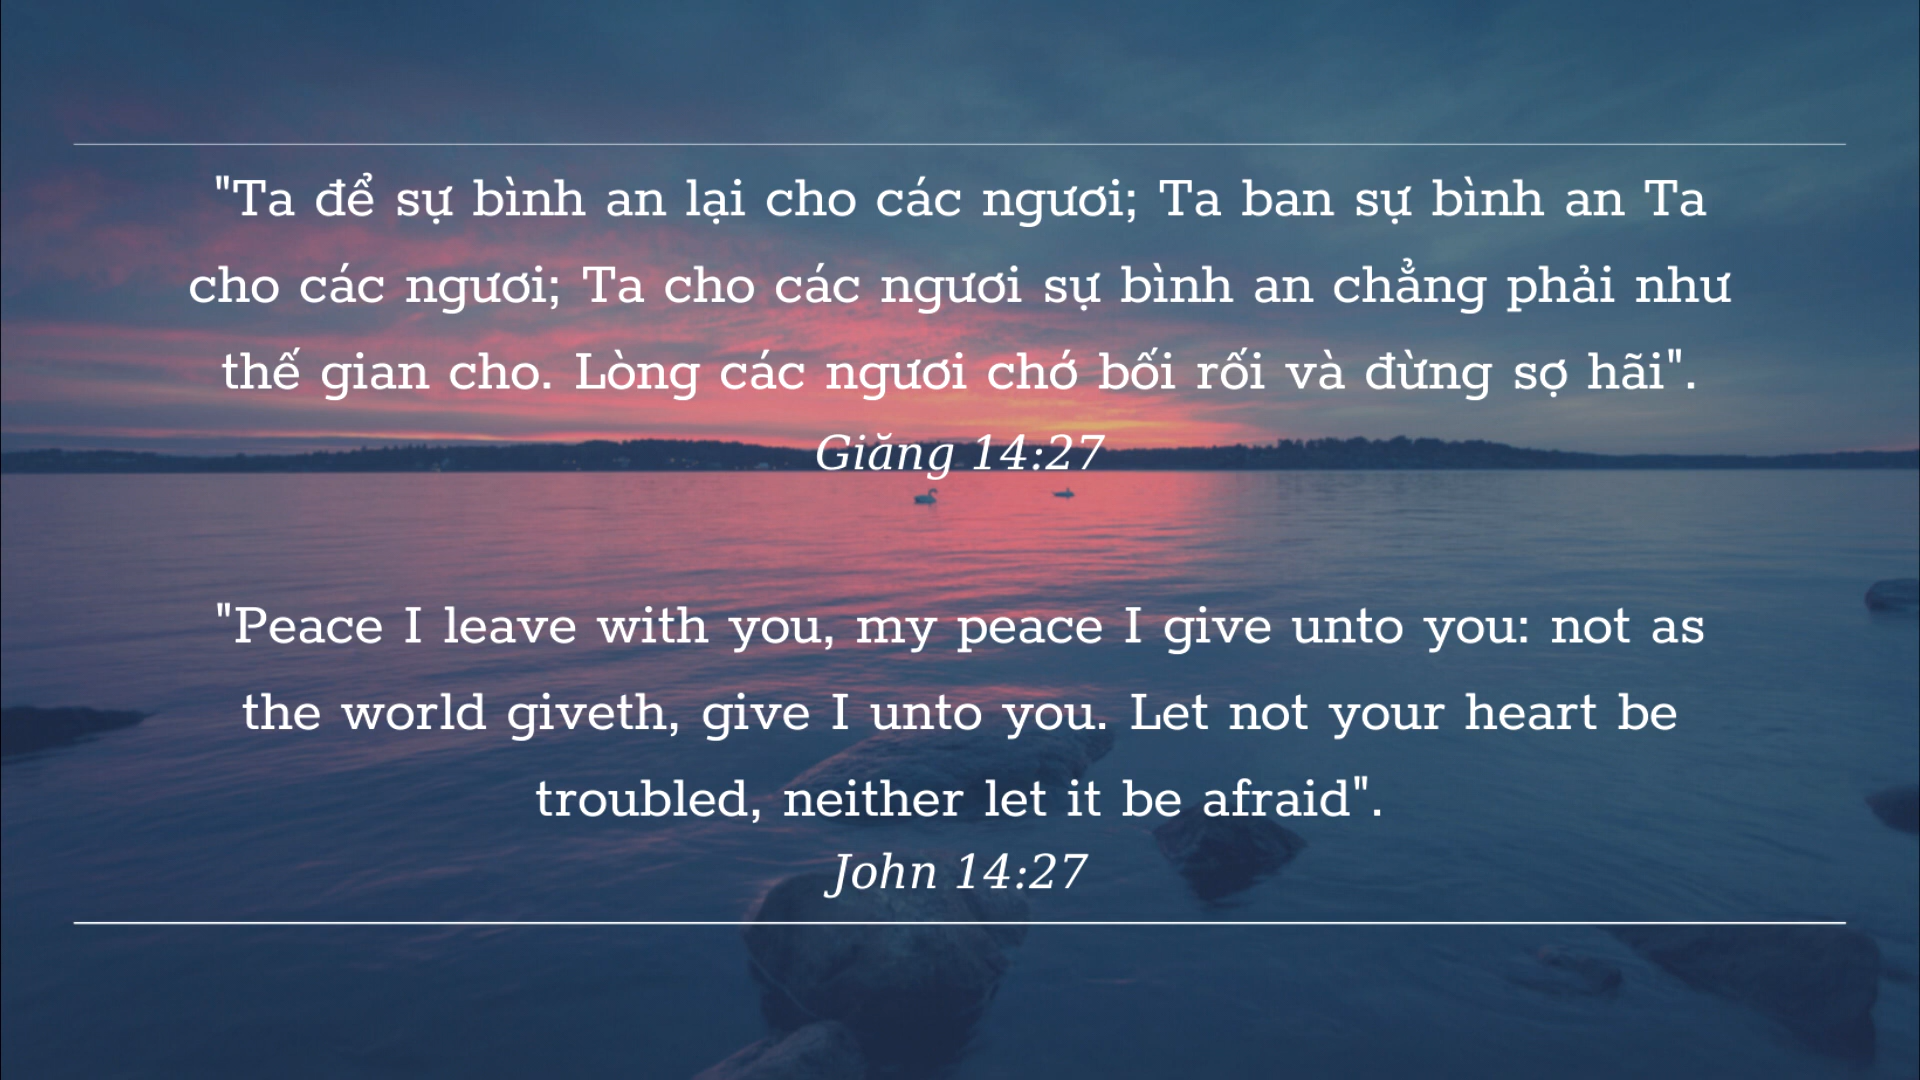 "Ta để sự bình an lại cho các ngươi; Ta ban sự bình an Ta
cho các ngươi; Ta cho các ngươi sự bình an chẳng phải như
thế gian cho. Lòng các ngươi chớ bối rối và đừng sợ hãi".
Giăng 14:27
"Peace I leave with you, my peace I give unto you: not as
the world giveth, give I unto you. Let not your heart be
troubled, neither let it be afraid".
John 14:27